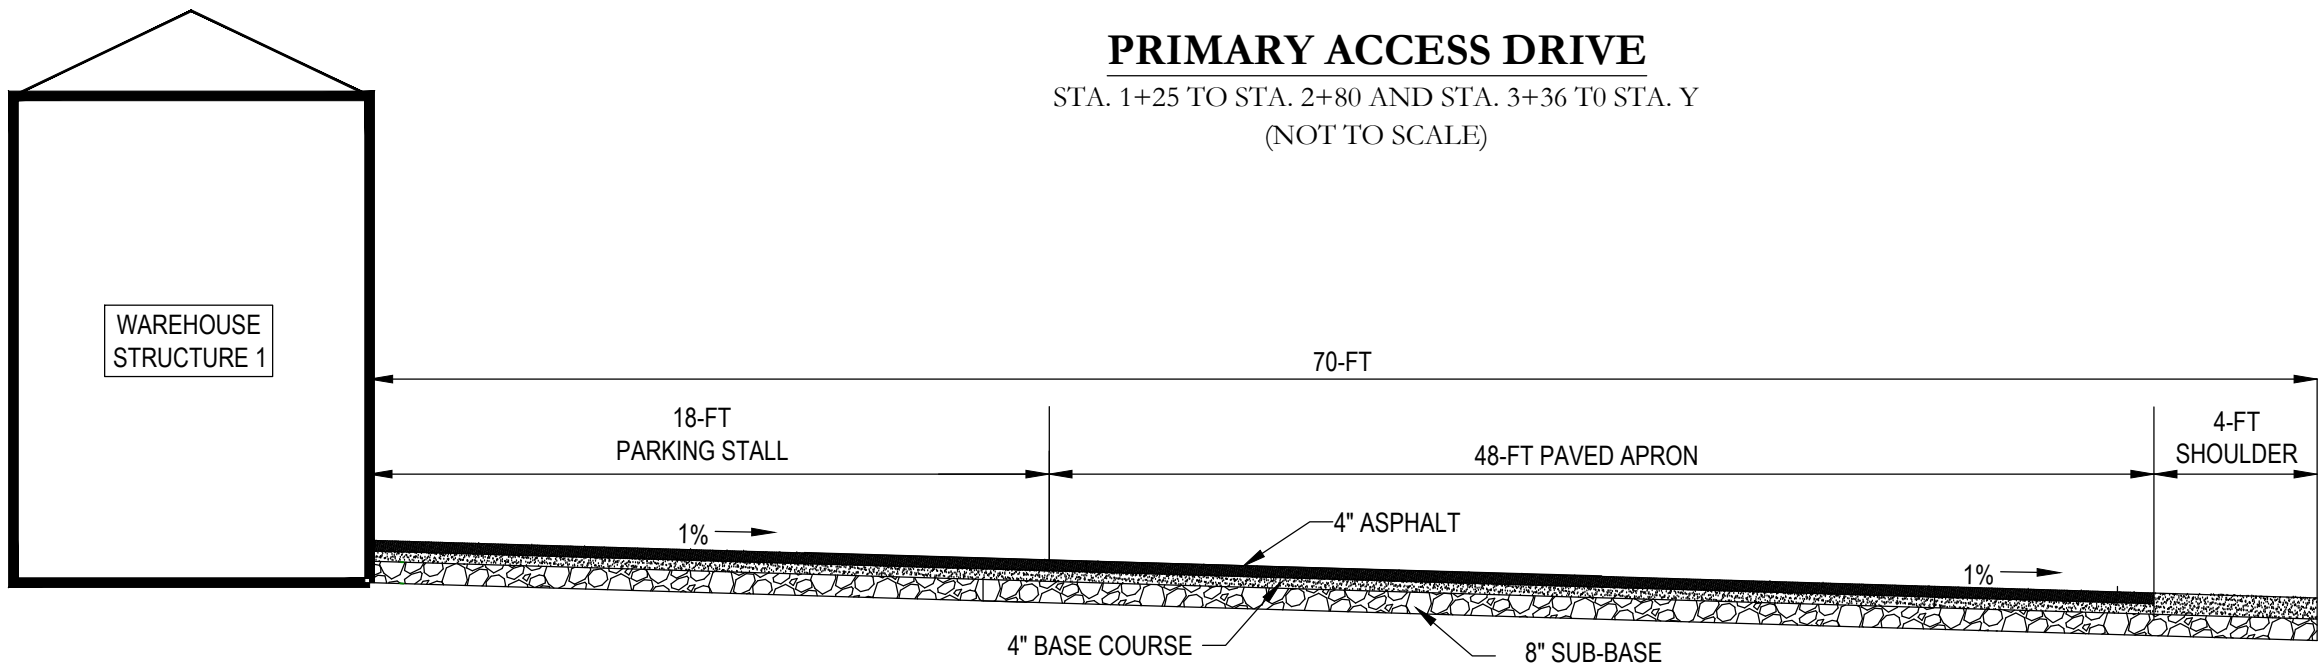 PRIMARY ACCESS DRIVE
STA. 1+25 TO STA. 2+80 AND STA. 3+36 T0 STA. Y
(NOT TO SCALE)
WAREHOUSE
STRUCTURE 1
70-FT
18-FT
PARKING STALL
48-FT PAVED APRON
4-FT
SHOULDER
1%
4" ASPHALT
1%
4" BASE COURSE
8" SUB-BASE